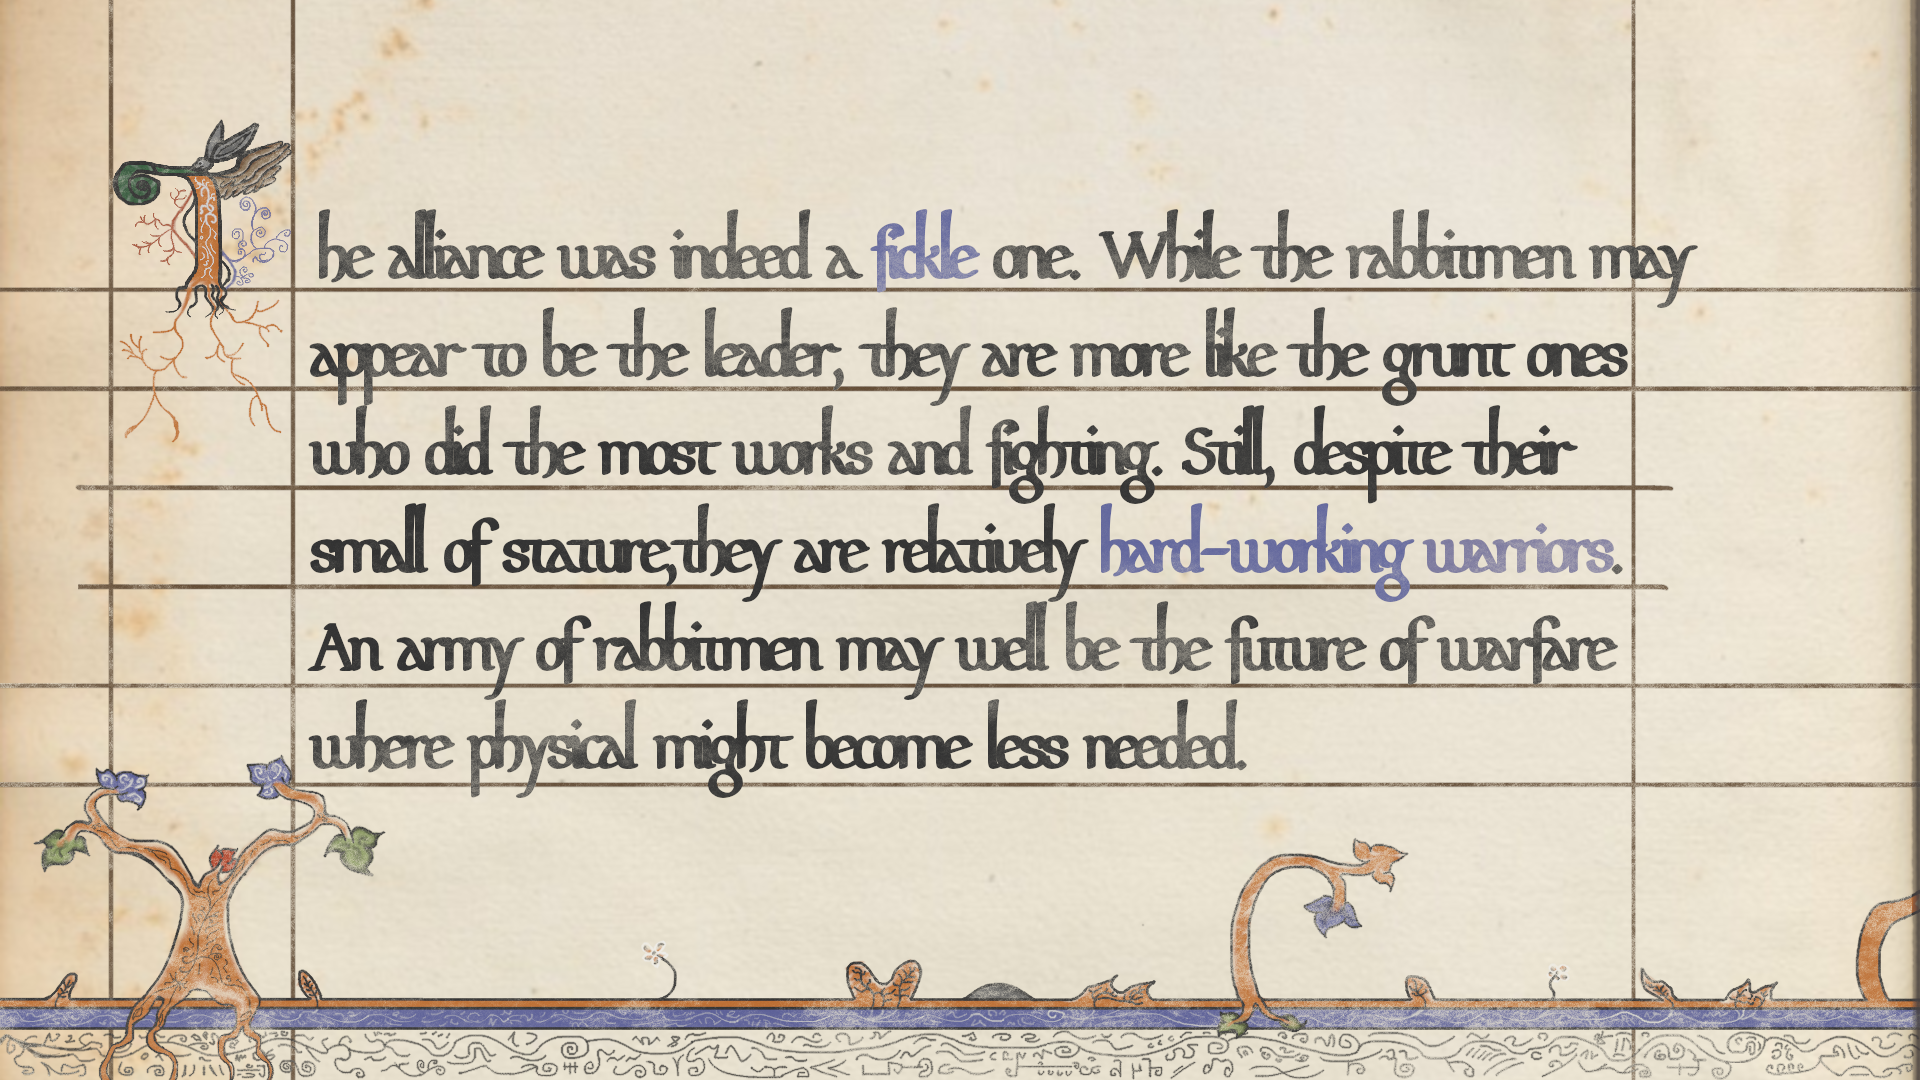 The alliance was indeed a fickle one. While the rabbitmen may
appear to be the leader, they are more like the grunt ones
who did the most works and fighting. Still, despite their
small of stature,they are relatively hard-working warriors.
An army of rabbitmen may well be the future of warfare
where physical might become less needed.